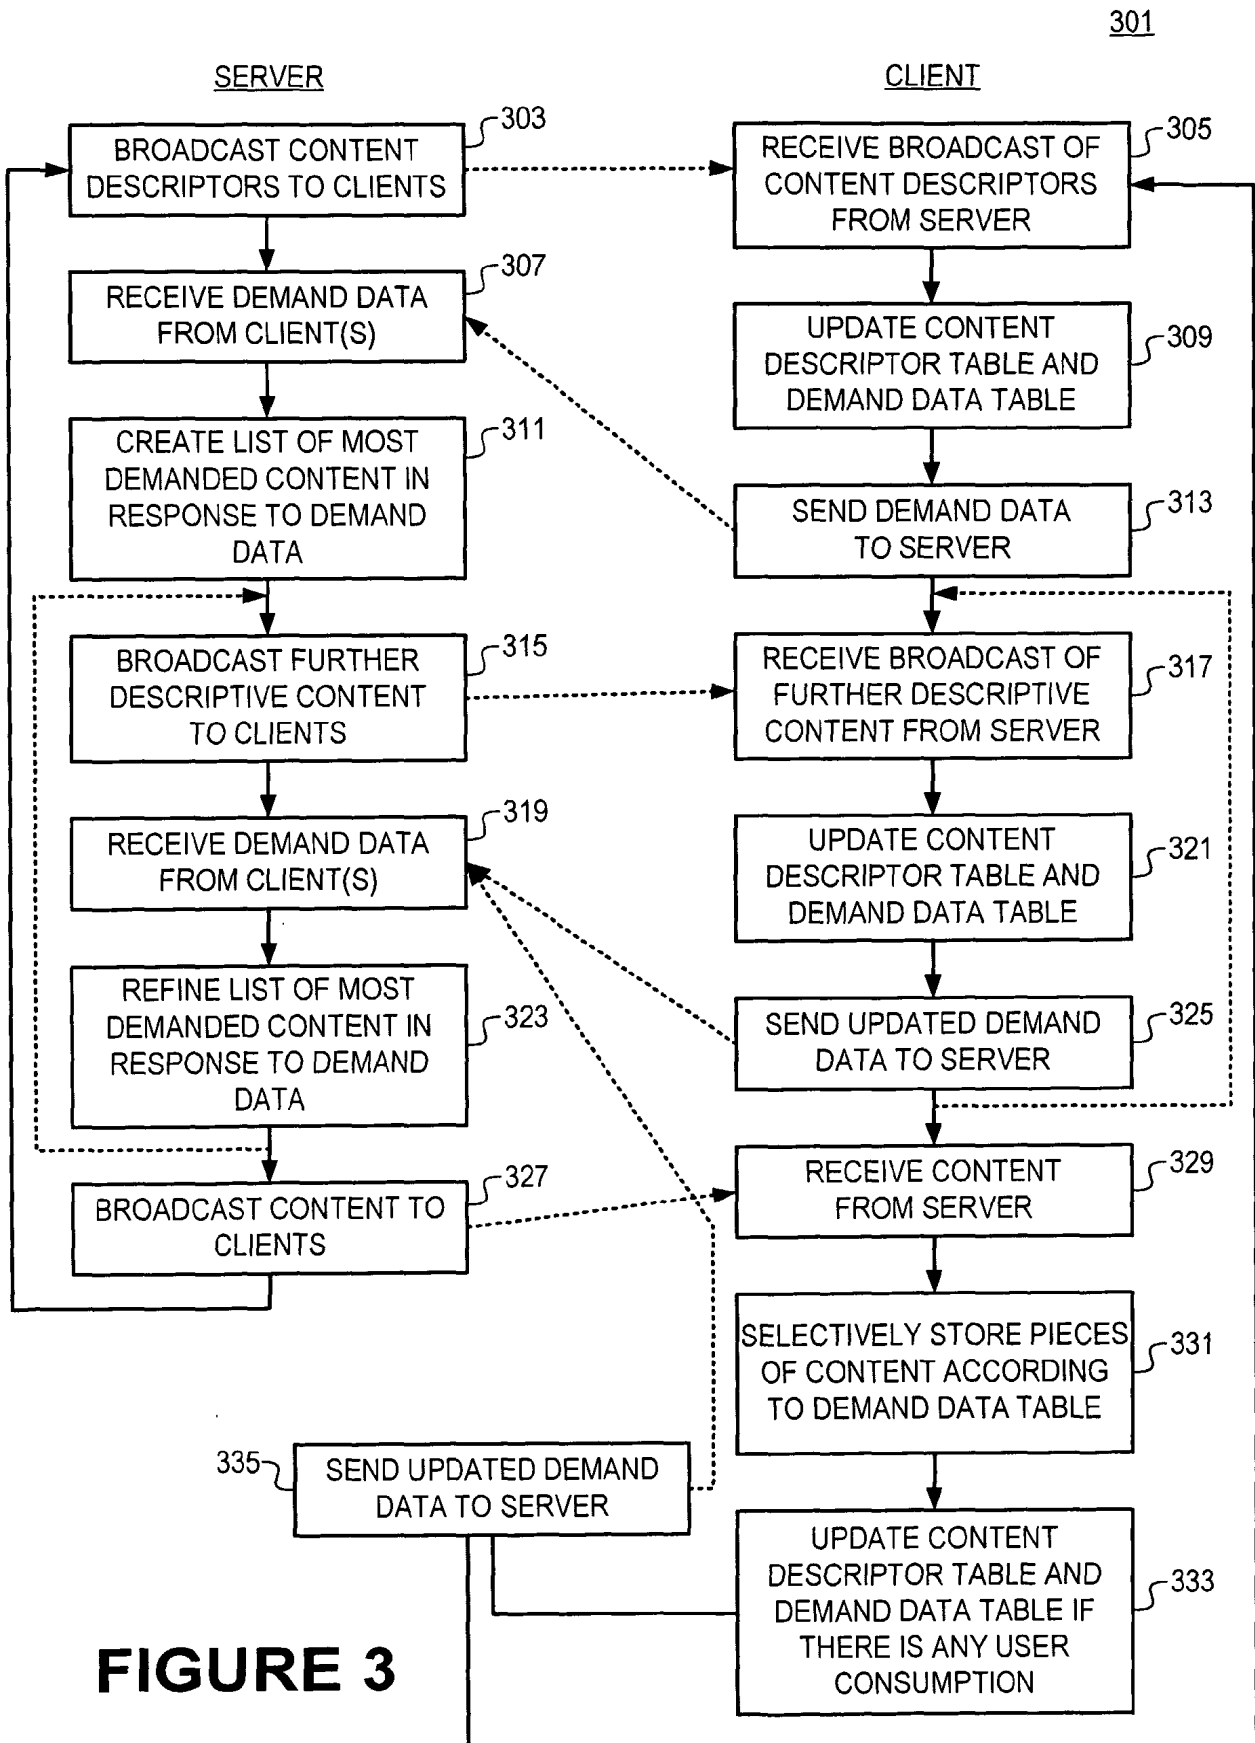 301
SERVER
CLIENT
303
BROADCAST CONTENT
DESCRIPTORS TO CLIENTS
305
RECEIVE BROADCAST OF
CONTENT DESCRIPTORS
FROM SERVER
307
RECEIVE DEMAND DATA
FROM CLIENT(S)
309
UPDATE CONTENT
DESCRIPTOR TABLE AND
DEMAND DATA TABLE
311
CREATE LIST OF MOST
DEMANDED CONTENT IN
RESPONSE TO DEMAND
DATA
313
SEND DEMAND DATA
TO SERVER
315
BROADCAST FURTHER
DESCRIPTIVE CONTENT
TO CLIENTS
317
RECEIVE BROADCAST OF
FURTHER DESCRIPTIVE
CONTENT FROM SERVER
319
RECEIVE DEMAND DATA
FROM CLIENT(S)
321
UPDATE CONTENT
DESCRIPTOR TABLE AND
DEMAND DATA TABLE
323
REFINE LIST OF MOST
DEMANDED CONTENT IN
RESPONSE TO DEMAND
DATA
325
SEND UPDATED DEMAND
DATA TO SERVER
327
BROADCAST CONTENT TO
CLIENTS
329
RECEIVE CONTENT
FROM SERVER
331
SELECTIVELY STORE PIECES
OF CONTENT ACCORDING
TO DEMAND DATA TABLE
335
SEND UPDATED DEMAND
DATA TO SERVER
333
UPDATE CONTENT
DESCRIPTOR TABLE AND
DEMAND DATA TABLE IF
THERE IS ANY USER
CONSUMPTION
FIGURE 3